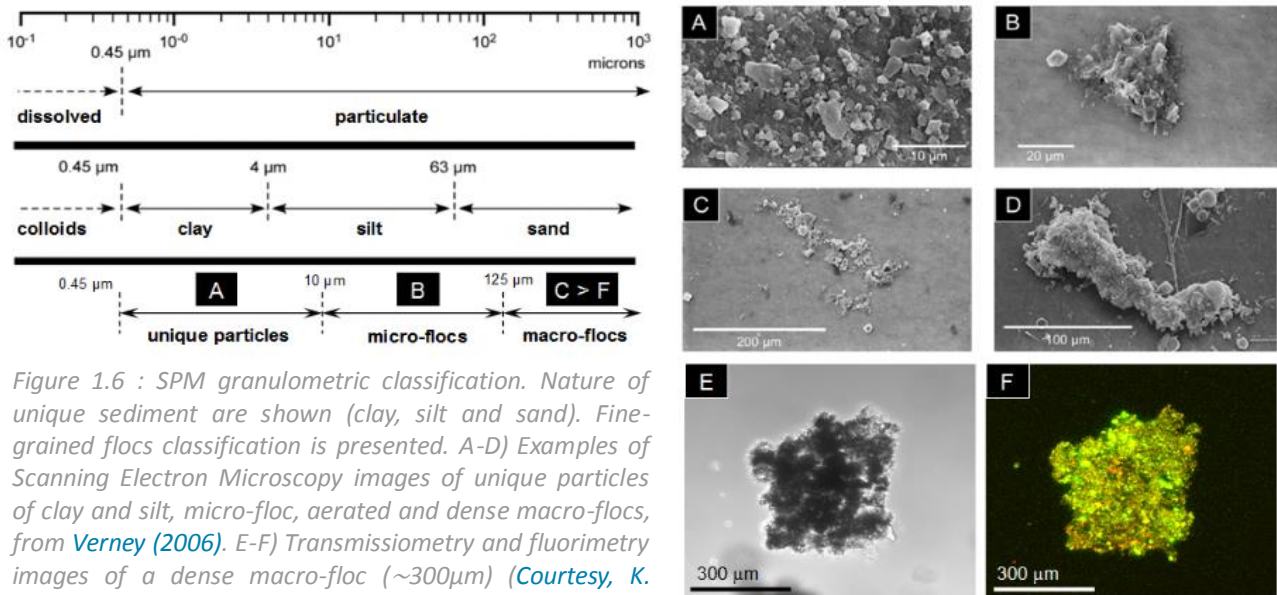 10-1 10-0 101 102 103
0.45 µm microns
dissolved particulate
0.45 µm 4 µm 63 µm
colloids clay silt sand
0.45 µm A 10 µm B 125 µm C > F
unique particles micro-flocs macro-flocs
Figure 1.6 : SPM granulometric classification. Nature of
unique sediment are shown (clay, silt and sand). Fine-
grained flocs classification is presented. A-D) Examples of
Scanning Electron Microscopy images of unique particles
of clay and silt, micro-floc, aerated and dense macro-flocs,
from Verney (2006). E-F) Transmissiometry and fluorimetry
images of a dense macro-floc (~300µm) (Courtesy, K.
A
10 µm
B
20 µm
C
200 µm
D
100 µm
E
300 µm
F
300 µm